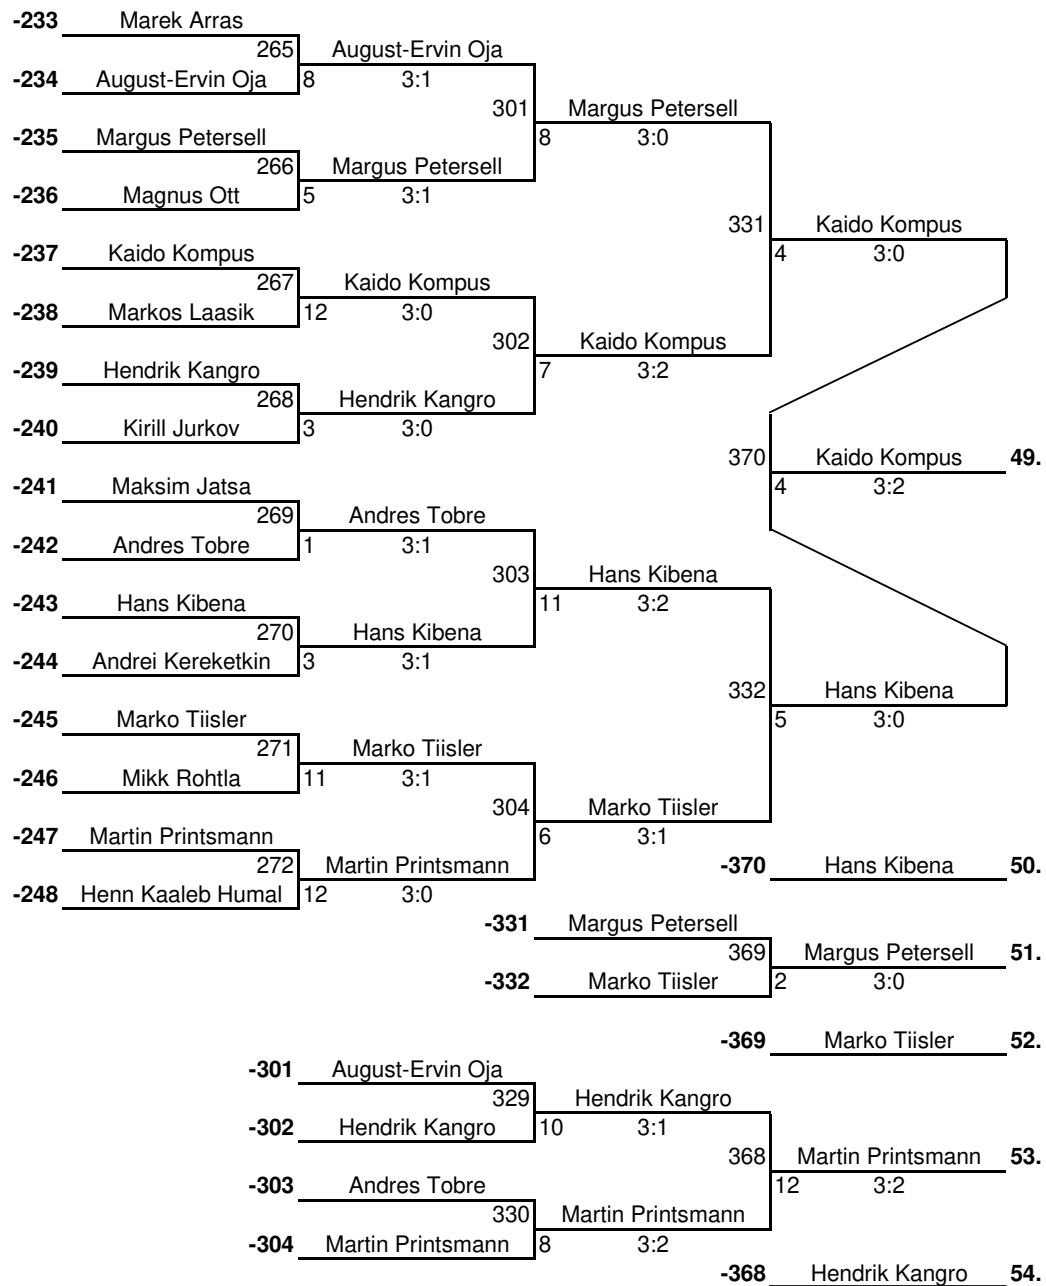 -233 Marek Arras
265 August-Ervin Oja
-234 August-Ervin Oja 8 3:1
301 Margus Petersell
-235 Margus Petersell 8 3:0
266 Margus Petersell
-236 Magnus Ott 5 3:1
331 Kaido Kompus
-237 Kaido Kompus 4 3:0
267 Kaido Kompus
-238 Markos Laasik 12 3:0
302 Kaido Kompus
-239 Hendrik Kangro 7 3:2
268 Hendrik Kangro
-240 Kirill Jurkov 3 3:0
370 Kaido Kompus 49.
-241 Maksim Jatsa 4 3:2
269 Andres Tobre
-242 Andres Tobre 1 3:1
303 Hans Kibena
-243 Hans Kibena 11 3:2
270 Hans Kibena
-244 Andrei Kereketkin 3 3:1
332 Hans Kibena
-245 Marko Tiisler 5 3:0
271 Marko Tiisler
-246 Mikk Rohtla 11 3:1
304 Marko Tiisler
-247 Martin Printsmann 6 3:1
272 Martin Printsmann -370 Hans Kibena 50.
-248 Henn Kaaleb Humal 12 3:0
-331 Margus Petersell
369 Margus Petersell 51.
-332 Marko Tiisler 2 3:0
-369 Marko Tiisler 52.
-301 August-Ervin Oja
329 Hendrik Kangro
-302 Hendrik Kangro 10 3:1
368 Martin Printsmann 53.
-303 Andres Tobre 12 3:2
330 Martin Printsmann
-304 Martin Printsmann 8 3:2
-368 Hendrik Kangro 54.